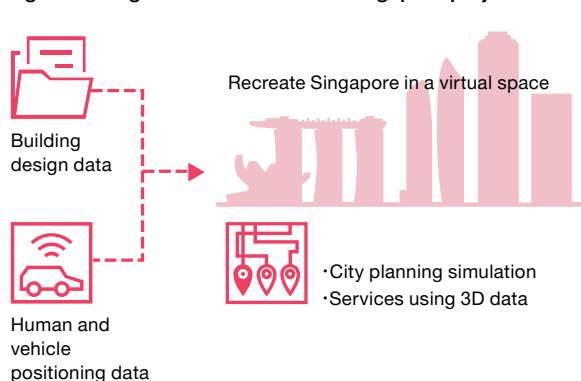 Recreate Singapore in a virtual space
Building
design data
・City planning simulation
・Services using 3D data
Human and
vehicle
positioning data